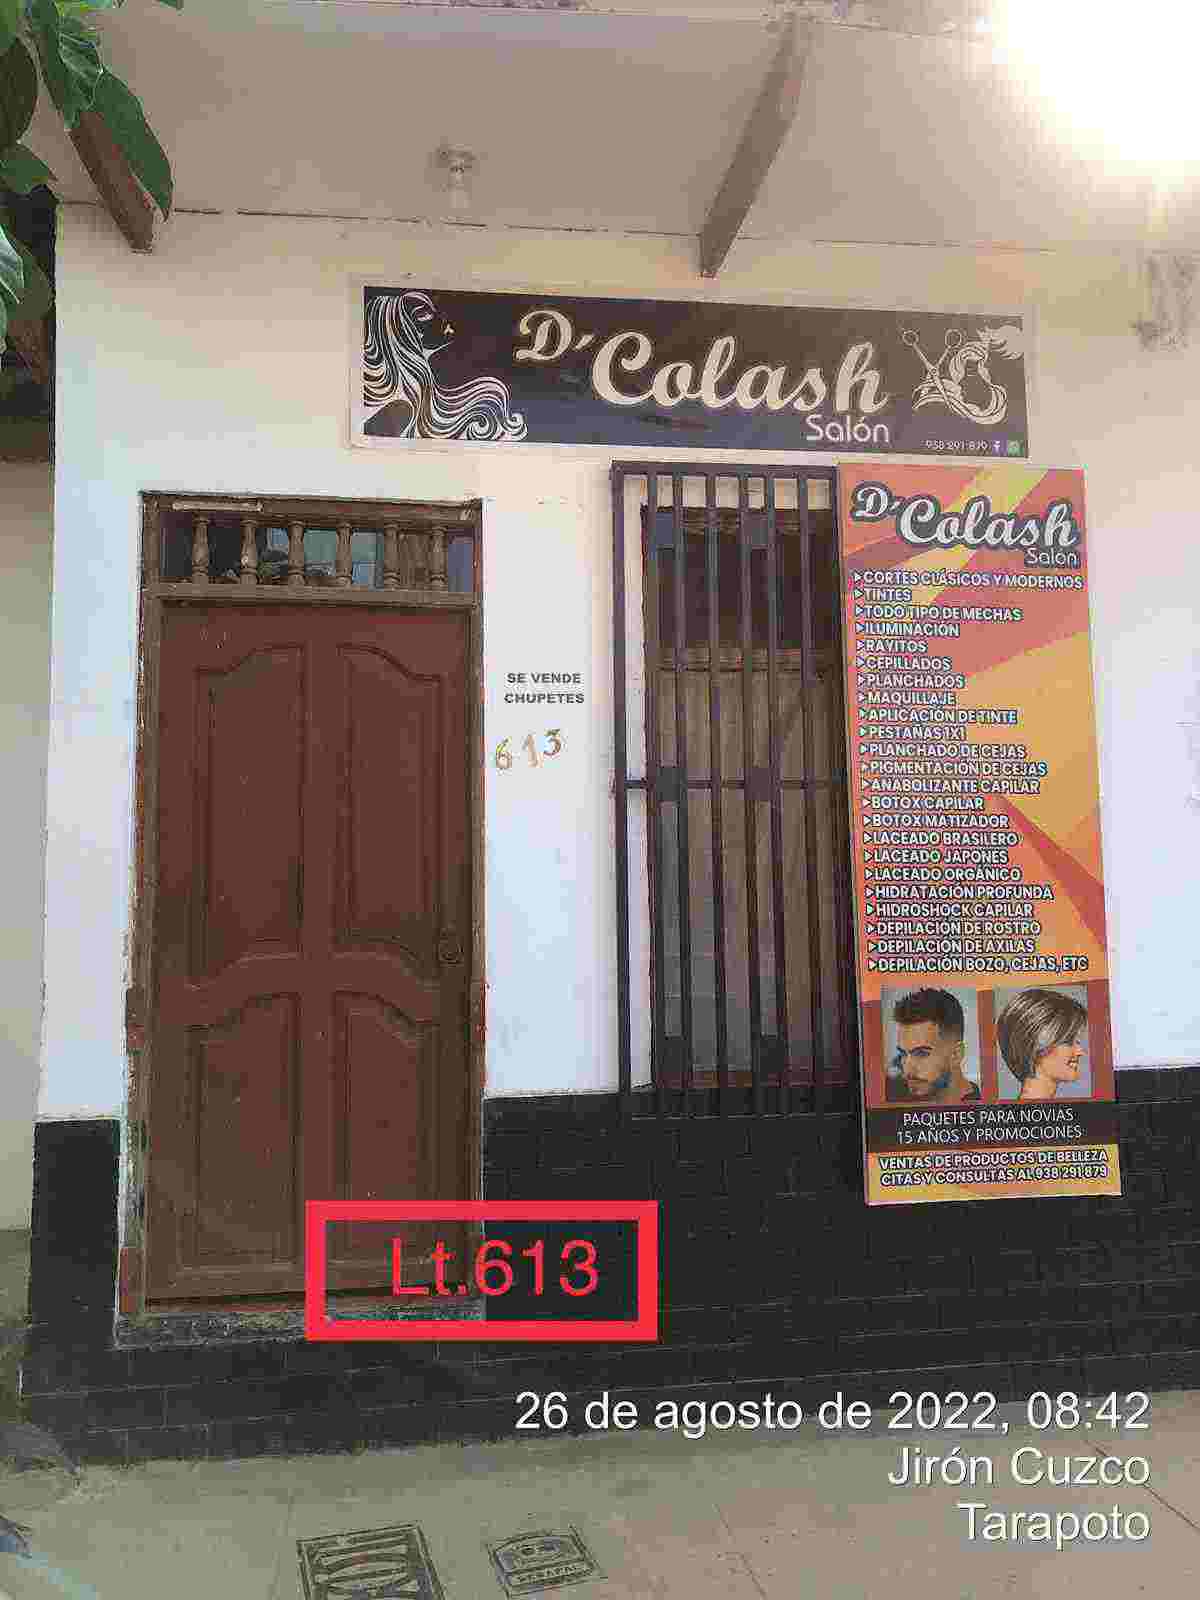 D' Colash
Salón
938 291 879
D' Colash
Salón
CORTES CLÁSICOS Y MODERNOS
TINTES
TODO TIPO DE MECHAS
ILUMINACIÓN
RAYITOS
CEPILLADOS
PLANCHADOS
MAQUILLAJE
APLICACIÓN DE TINTE
PESTAÑAS 1X1
PLANCHADO DE CEJAS
PIGMENTACIÓN DE CEJAS
ANABOLIZANTE CAPILAR
BOTOX CAPILAR
BOTOX MATIZADOR
LACEADO BRASILERO
LACEADO JAPONES
LACEADO ORGÁNICO
HIDRATACIÓN PROFUNDA
HIDROSHOCK CAPILAR
DEPILACIÓN DE ROSTRO
DEPILACIÓN DE AXILAS
DEPILACIÓN BOZO, CEJAS, ETC
PAQUETES PARA NOVIAS
15 AÑOS Y PROMOCIONES
VENTAS DE PRODUCTOS DE BELLEZA
CITAS Y CONSULTAS AL 938 291 879
SE VENDE
CHUPETES
613
Lt.613
26 de agosto de 2022, 08:42
Jirón Cuzco
Tarapoto